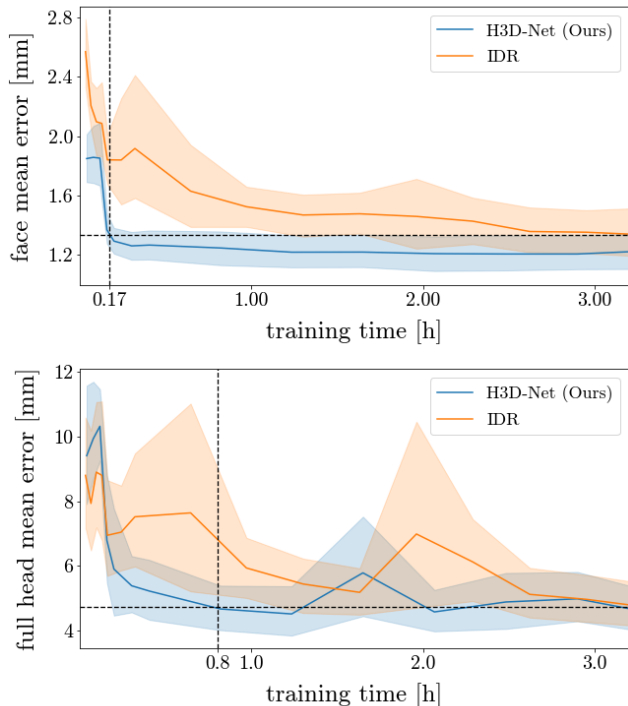 2.8
2.4
2.0
1.6
1.2
face mean error [mm]
H3D-Net (Ours)
IDR
0.17
1.00
2.00
3.00
training time [h]
12
10
8
6
4
full head mean error [mm]
H3D-Net (Ours)
IDR
0.8
1.0
2.0
3.0
training time [h]